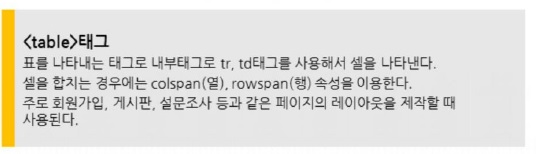 <table>태그
표를 나타내는 태그로 내부태그로 tr, td태그를 사용해서 셀을 나타낸다.
셀을 합치는 경우에는 colspan(열), rowspan(행) 속성을 이용한다.
주로 회원가입, 게시판, 설문조사 등과 같은 페이지의 레이아웃을 제작할 때
사용된다.